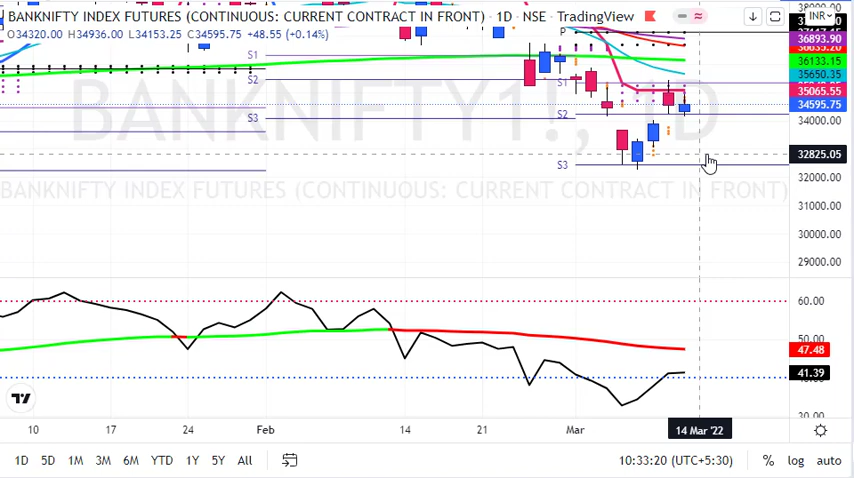 BANKNIFTY FUTURES (CONTINUOUS: CURRENT CONTRACT IN FRONT) · 1D · NSE · TradingView
INR
O34320.00 H34936.00 L34153.25 C34595.75 +48.55 (+0.14%)
36893.90
36133.15
35650.35
35065.55
34595.75
34000.00
32825.05
32000.00
31000.00
30000.00
29000.00
P
S1
S2
S3
S1
S2
S3
BANKNIFTY1!, 1D
BANKNIFTY INDEX FUTURES (CONTINUOUS: CURRENT CONTRACT IN FRONT)
60.00
50.00
47.48
41.39
30.00
10 17 24 Feb 14 21 Mar 14 Mar '22
1D 5D 1M 3M 6M YTD 1Y 5Y All
10:33:20 (UTC+5:30) % log auto